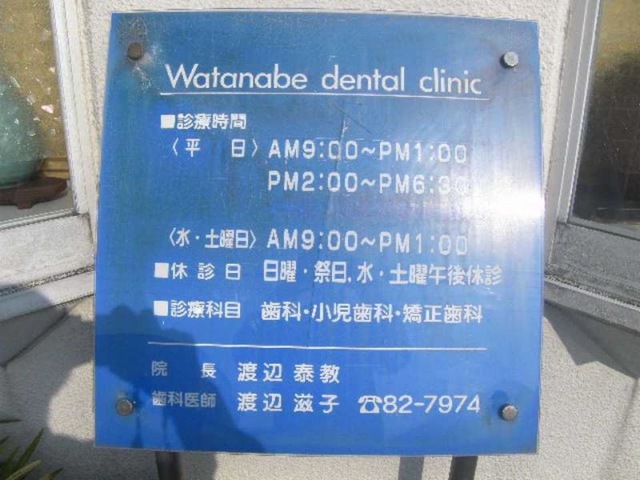 Watanabe dental clinic
■診療時間
〈平 日〉AM9:00~PM1:00
PM2:00~PM6:30
〈水・土曜日〉AM9:00~PM1:00
■休診日 日曜・祭日,水・土曜午後休診
■診療科目 歯科・小児歯科・矯正歯科
院 長 渡辺 泰教
歯科医師 渡辺 滋子 ☎82-7974